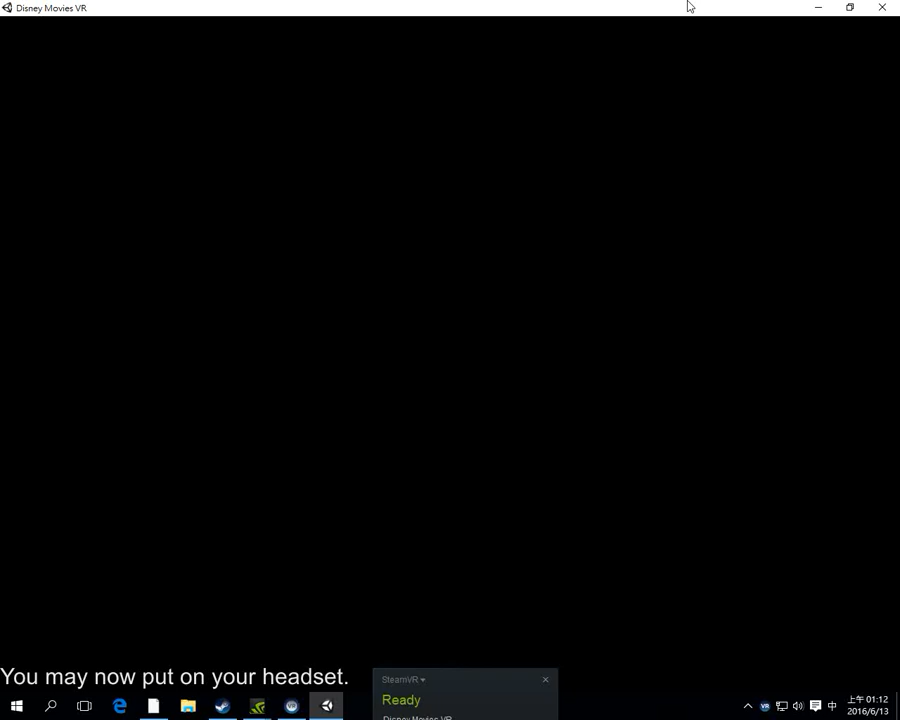 Disney Movies VR
You may now put on your headset.
SteamVR
Ready
Disney Movies VR
VR
中
上午 01:12
2016/6/13